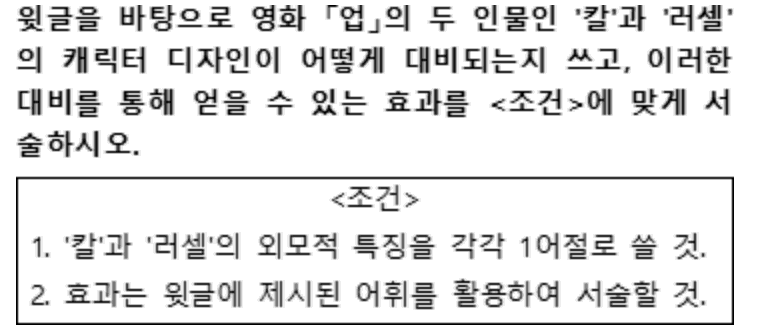 윗글을 바탕으로 영화 「업」의 두 인물인 '칼'과 '러셀'
의 캐릭터 디자인이 어떻게 대비되는지 쓰고, 이러한
대비를 통해 얻을 수 있는 효과를 <조건>에 맞게 서
술하시오.
<조건>
1. '칼'과 '러셀'의 외모적 특징을 각각 1어절로 쓸 것.
2. 효과는 윗글에 제시된 어휘를 활용하여 서술할 것.